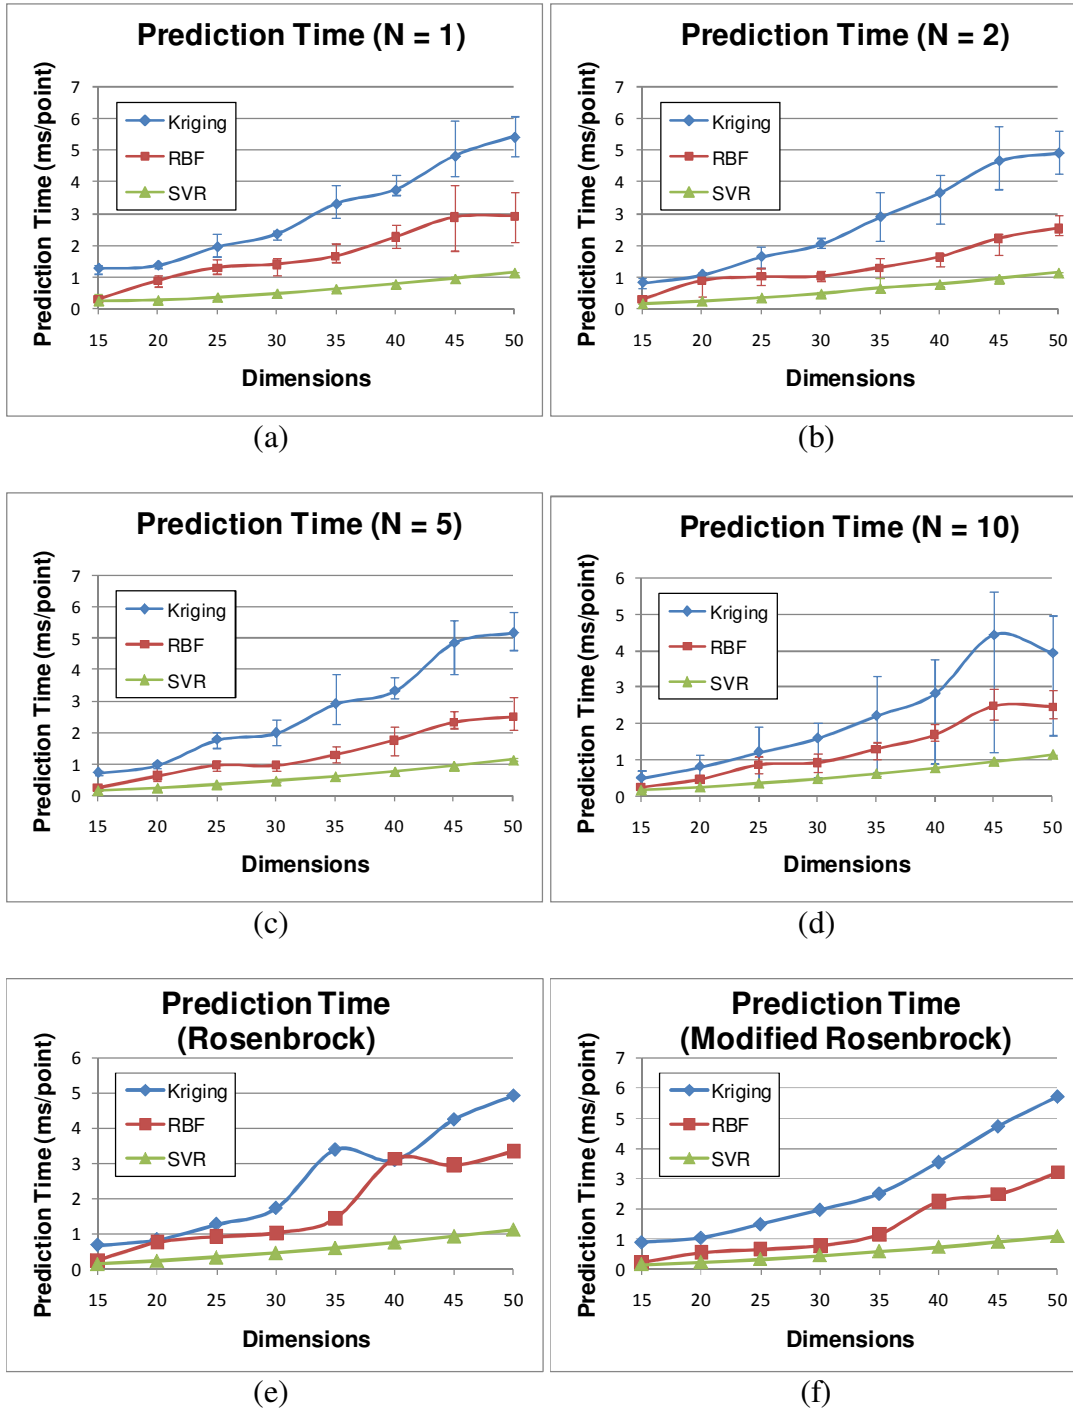 Prediction Time (N = 1)
Prediction Time (ms/point)
7
6
5
4
3
2
1
0
Kriging
RBF
SVR
15 20 25 30 35 40 45 50
Dimensions
(a)
Prediction Time (N = 2)
Prediction Time (ms/point)
7
6
5
4
3
2
1
0
Kriging
RBF
SVR
15 20 25 30 35 40 45 50
Dimensions
(b)
Prediction Time (N = 5)
Prediction Time (ms/point)
7
6
5
4
3
2
1
0
Kriging
RBF
SVR
15 20 25 30 35 40 45 50
Dimensions
(c)
Prediction Time (N = 10)
Prediction Time (ms/point)
6
5
4
3
2
1
0
Kriging
RBF
SVR
15 20 25 30 35 40 45 50
Dimensions
(d)
Prediction Time
(Rosenbrock)
Prediction Time (ms/point)
6
5
4
3
2
1
0
Kriging
RBF
SVR
15 20 25 30 35 40 45 50
Dimensions
(e)
Prediction Time
(Modified Rosenbrock)
Prediction Time (ms/point)
7
6
5
4
3
2
1
0
Kriging
RBF
SVR
15 20 25 30 35 40 45 50
Dimensions
(f)